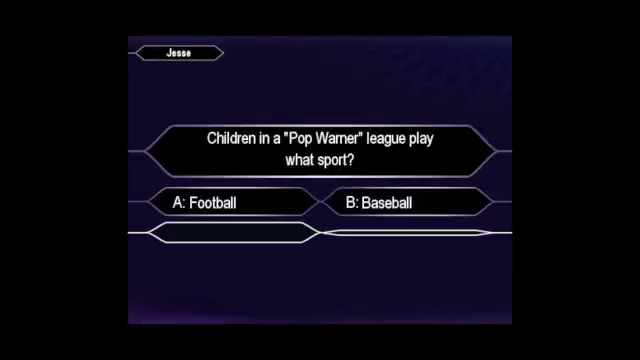 Jesse
Children in a "Pop Warner" league play
what sport?
A: Football
B: Baseball